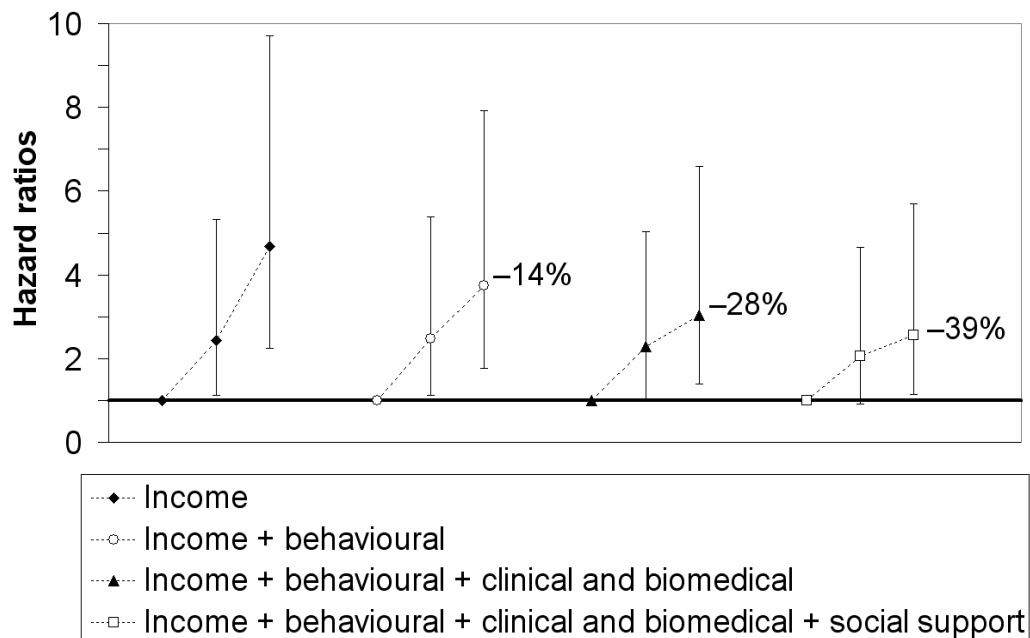 Hazard ratios
10
8
6
4
2
0
–14%
–28%
–39%
Income
Income + behavioural
Income + behavioural + clinical and biomedical
Income + behavioural + clinical and biomedical + social support